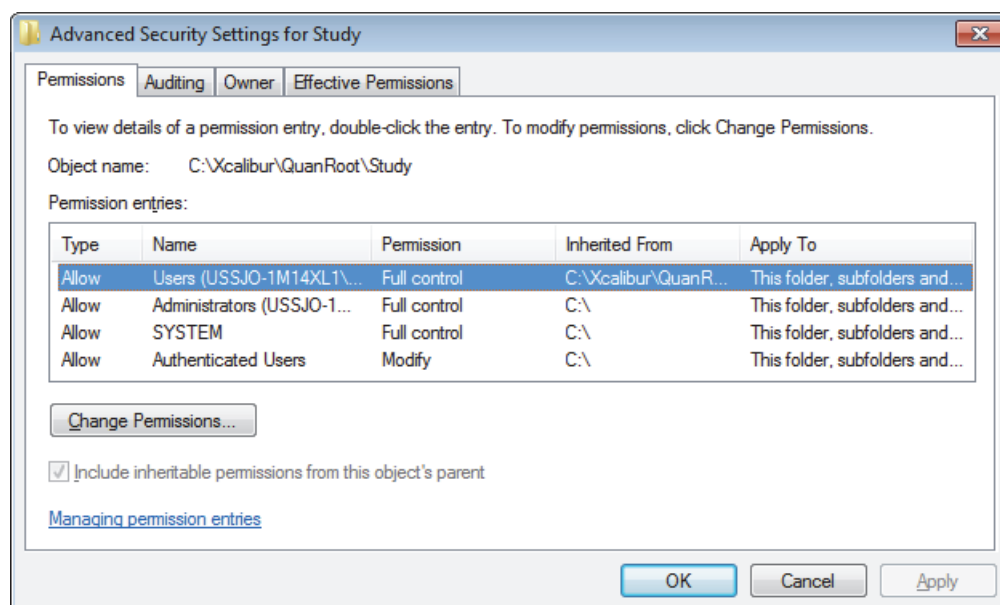 Advanced Security Settings for Study
Permissions Auditing Owner Effective Permissions
To view details of a permission entry, double-click the entry. To modify permissions, click Change Permissions.
Object name: C:\Xcalibur\QuanRoot\Study
Permission entries:
Type Name Permission Inherited From Apply To
Allow Users (USSJO-1M14XL1\... Full control C:\Xcalibur\QuanR... This folder, subfolders and...
Allow Administrators (USSJO-1... Full control C:\ This folder, subfolders and...
Allow SYSTEM Full control C:\ This folder, subfolders and...
Allow Authenticated Users Modify C:\ This folder, subfolders and...
Change Permissions...
Include inheritable permissions from this object's parent
Managing permission entries
OK Cancel Apply